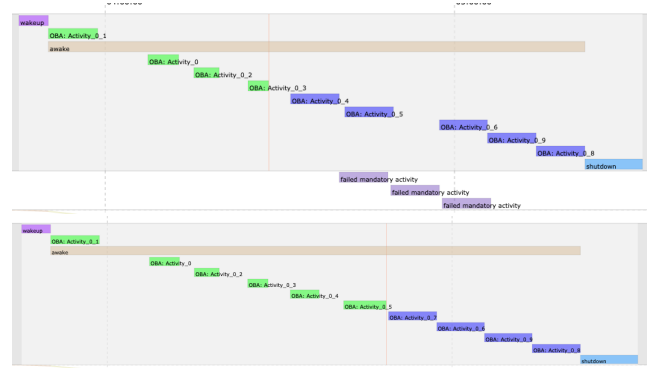 wakeup
OBA: Activity_0_1
awake
OBA: Activity_0
OBA: Activity_0_2
OBA: Activity_0_3
OBA: Activity_0_4
OBA: Activity_0_5
OBA: Activity_0_6
OBA: Activity_0_9
OBA: Activity_0_8
shutdown
failed mandatory activity
failed mandatory activity
failed mandatory activity
wakeup
OBA: Activity_0_1
awake
OBA: Activity_0
OBA: Activity_0_2
OBA: Activity_0_3
OBA: Activity_0_4
OBA: Activity_0_5
OBA: Activity_0_7
OBA: Activity_0_6
OBA: Activity_0_9
OBA: Activity_0_8
shutdown